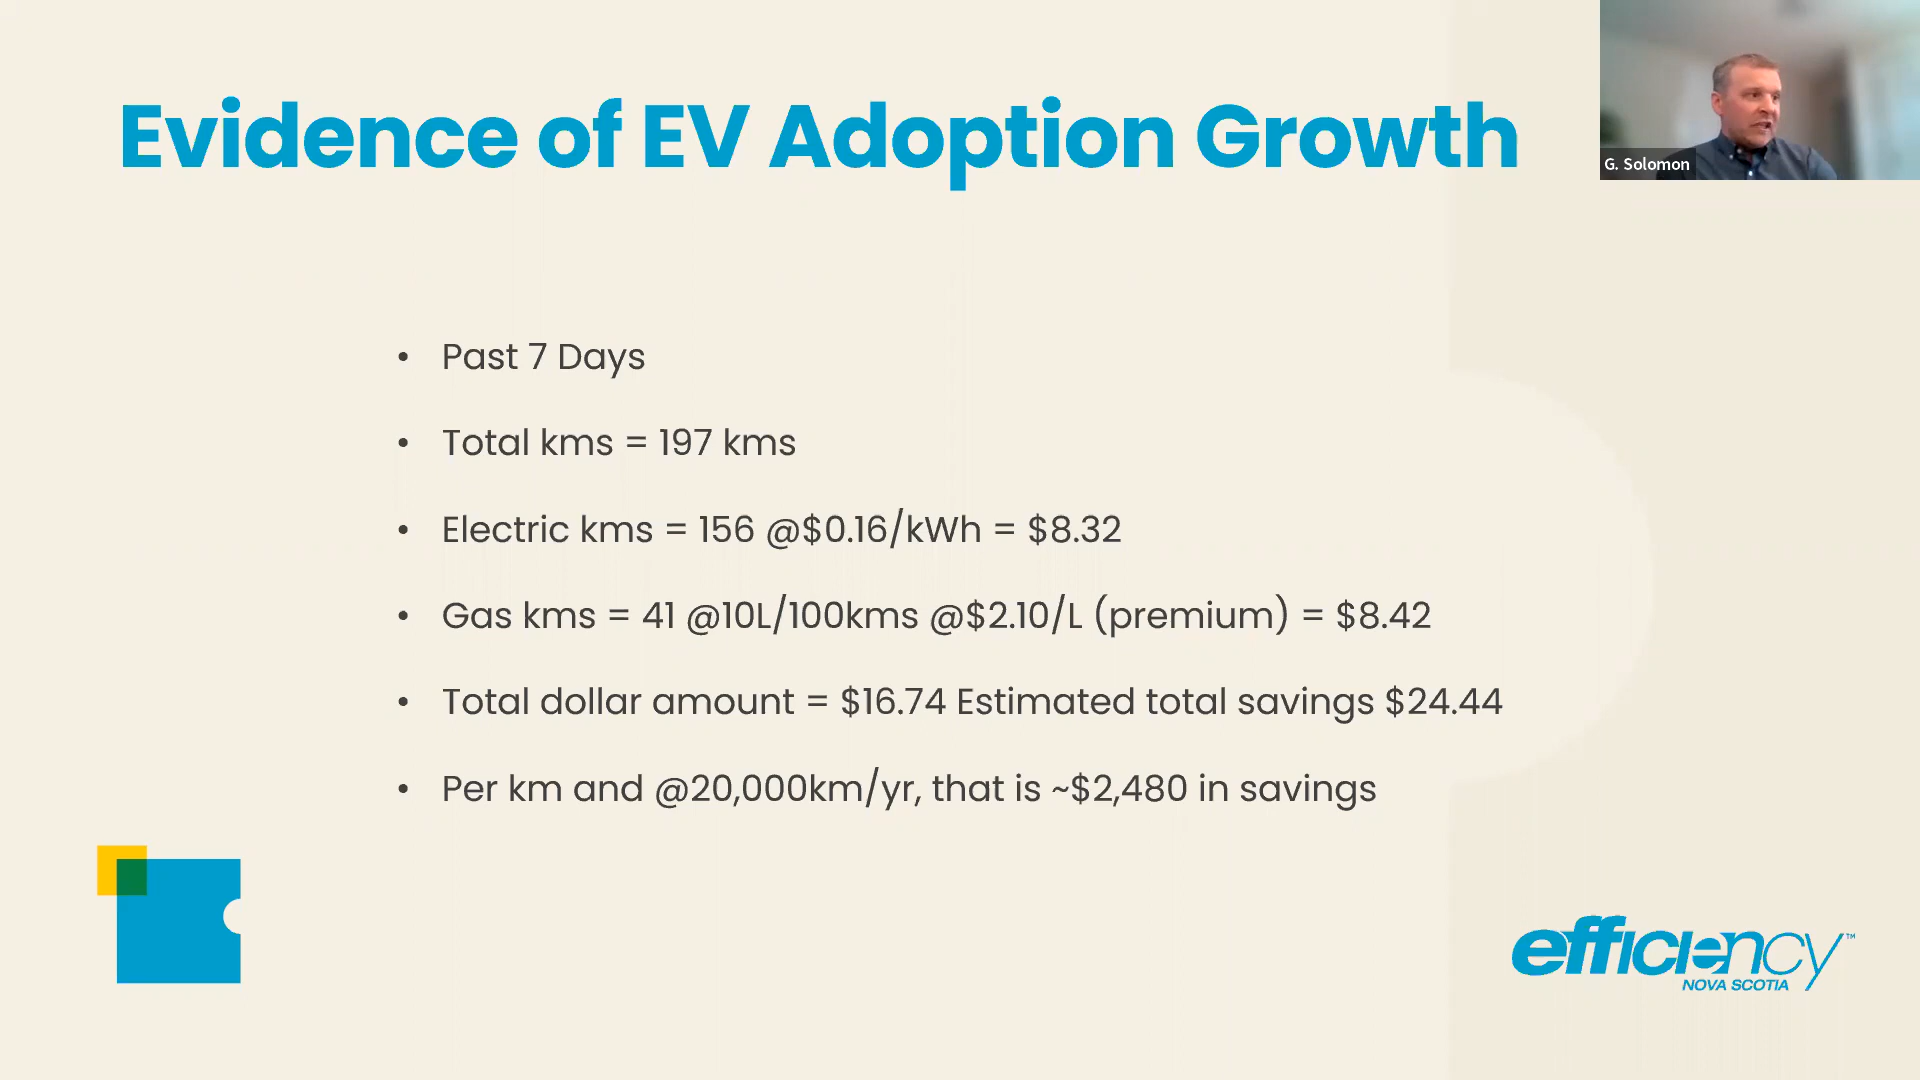 Evidence of EV Adoption Growth
G. Solomon
• Past 7 Days
• Total kms = 197 kms
• Electric kms = 156 @$0.16/kWh = $8.32
• Gas kms = 41 @10L/100kms @$2.10/L (premium) = $8.42
• Total dollar amount = $16.74 Estimated total savings $24.44
• Per km and @20,000km/yr, that is ~$2,480 in savings
efficiency™
NOVA SCOTIA